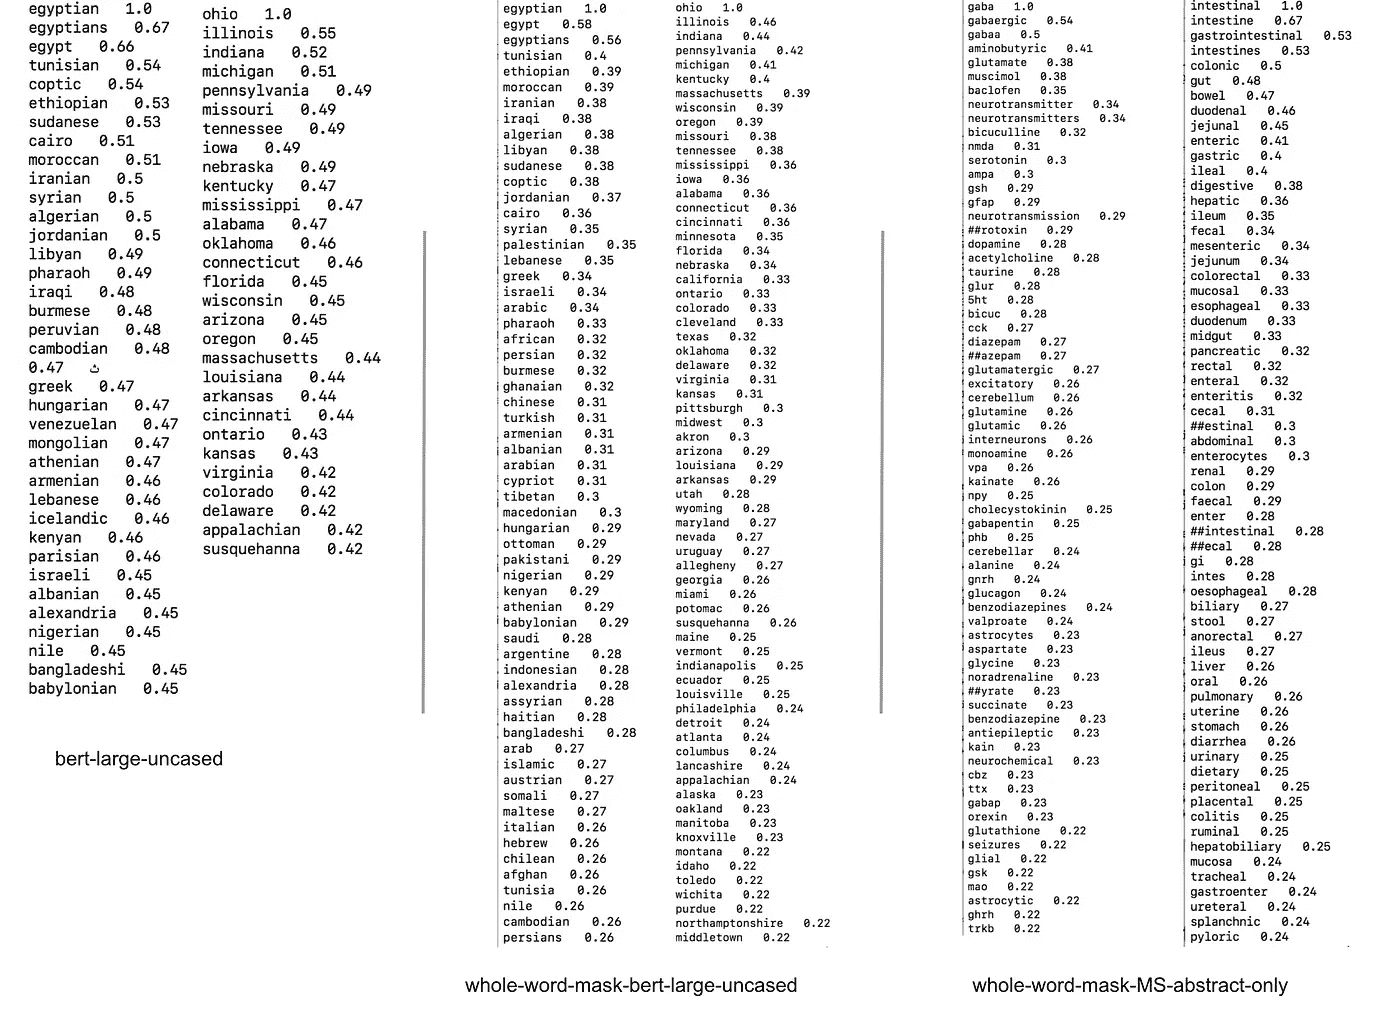 egyptian 1.0
egyptians 0.67
egypt 0.66
tunisian 0.54
coptic 0.54
ethiopian 0.53
sudanese 0.53
cairo 0.51
moroccan 0.51
iranian 0.5
syrian 0.5
algerian 0.5
jordanian 0.5
libyan 0.49
pharaoh 0.49
iraqi 0.48
burmese 0.48
peruvian 0.48
cambodian 0.48
0.47 ث
greek 0.47
hungarian 0.47
venezuelan 0.47
mongolian 0.47
athenian 0.47
armenian 0.46
lebanese 0.46
icelandic 0.46
kenyan 0.46
parisian 0.46
israeli 0.45
albanian 0.45
alexandria 0.45
nigerian 0.45
nile 0.45
bangladeshi 0.45
babylonian 0.45
ohio 1.0
illinois 0.55
indiana 0.52
michigan 0.51
pennsylvania 0.49
missouri 0.49
tennessee 0.49
iowa 0.49
nebraska 0.49
kentucky 0.47
mississippi 0.47
alabama 0.47
oklahoma 0.46
connecticut 0.46
florida 0.45
wisconsin 0.45
arizona 0.45
oregon 0.45
massachusetts 0.44
louisiana 0.44
arkansas 0.44
cincinnati 0.44
ontario 0.43
kansas 0.43
virginia 0.42
colorado 0.42
delaware 0.42
appalachian 0.42
susquehanna 0.42
bert-large-uncased
egyptian 1.0
egypt 0.58
egyptians 0.56
tunisian 0.4
ethiopian 0.39
moroccan 0.39
iranian 0.38
iraqi 0.38
algerian 0.38
libyan 0.38
sudanese 0.38
coptic 0.38
jordanian 0.37
cairo 0.36
syrian 0.35
palestinian 0.35
lebanese 0.35
greek 0.34
israeli 0.34
arabic 0.34
pharaoh 0.33
african 0.32
persian 0.32
burmese 0.32
ghanaian 0.32
chinese 0.31
turkish 0.31
armenian 0.31
albanian 0.31
arabian 0.31
cypriot 0.31
tibetan 0.3
macedonian 0.3
hungarian 0.29
ottoman 0.29
pakistani 0.29
nigerian 0.29
kenyan 0.29
athenian 0.29
babylonian 0.29
saudi 0.28
argentine 0.28
indonesian 0.28
alexandria 0.28
assyrian 0.28
haitian 0.28
bangladeshi 0.28
arab 0.27
islamic 0.27
austrian 0.27
somali 0.27
maltese 0.27
italian 0.26
hebrew 0.26
chilean 0.26
afghan 0.26
tunisia 0.26
nile 0.26
cambodian 0.26
persians 0.26
ohio 1.0
illinois 0.46
indiana 0.44
pennsylvania 0.42
michigan 0.41
kentucky 0.4
massachusetts 0.39
wisconsin 0.39
oregon 0.39
missouri 0.38
tennessee 0.38
mississippi 0.36
iowa 0.36
alabama 0.36
connecticut 0.36
cincinnati 0.36
minnesota 0.35
florida 0.34
nebraska 0.34
california 0.33
ontario 0.33
colorado 0.33
cleveland 0.33
texas 0.32
oklahoma 0.32
delaware 0.32
virginia 0.31
kansas 0.31
pittsburgh 0.3
midwest 0.3
akron 0.3
arizona 0.29
louisiana 0.29
arkansas 0.29
utah 0.28
wyoming 0.28
maryland 0.27
nevada 0.27
uruguay 0.27
allegheny 0.27
georgia 0.26
miami 0.26
potomac 0.26
susquehanna 0.26
maine 0.25
vermont 0.25
indianapolis 0.25
ecuador 0.25
louisville 0.25
philadelphia 0.24
detroit 0.24
atlanta 0.24
columbus 0.24
lancashire 0.24
appalachian 0.24
alaska 0.23
oakland 0.23
manitoba 0.23
knoxville 0.23
montana 0.22
idaho 0.22
toledo 0.22
wichita 0.22
purdue 0.22
northamptonshire 0.22
middletown 0.22
whole-word-mask-bert-large-uncased
gaba 1.0
gabaergic 0.54
gabaa 0.5
aminobutyric 0.41
glutamate 0.38
muscimol 0.38
baclofen 0.35
neurotransmitter 0.34
neurotransmitters 0.34
bicuculline 0.32
nmda 0.31
serotonin 0.3
ampa 0.3
gsh 0.29
gfap 0.29
neurotransmission 0.29
##rotoxin 0.29
dopamine 0.28
acetylcholine 0.28
taurine 0.28
glur 0.28
5ht 0.28
bicuc 0.28
cck 0.27
diazepam 0.27
##azepam 0.27
glutamatergic 0.27
excitatory 0.26
cerebellum 0.26
glutamine 0.26
glutamic 0.26
interneurons 0.26
monoamine 0.26
vpa 0.26
kainate 0.26
npy 0.25
cholecystokinin 0.25
gabapentin 0.25
phb 0.25
cerebellar 0.24
alanine 0.24
gnrh 0.24
glucagon 0.24
benzodiazepines 0.24
valproate 0.24
astrocytes 0.23
aspartate 0.23
glycine 0.23
noradrenaline 0.23
##yrate 0.23
succinate 0.23
benzodiazepine 0.23
antiepileptic 0.23
kain 0.23
neurochemical 0.23
cbz 0.23
ttx 0.23
gabap 0.23
orexin 0.23
glutathione 0.22
seizures 0.22
glial 0.22
gsk 0.22
mao 0.22
astrocytic 0.22
ghrh 0.22
trkb 0.22
intestinal 1.0
intestine 0.67
gastrointestinal 0.53
intestines 0.53
colonic 0.5
gut 0.48
bowel 0.47
duodenal 0.46
jejunal 0.45
enteric 0.41
gastric 0.4
ileal 0.4
digestive 0.38
hepatic 0.36
ileum 0.35
fecal 0.34
mesenteric 0.34
jejunum 0.34
colorectal 0.33
mucosal 0.33
esophageal 0.33
duodenum 0.33
midgut 0.33
pancreatic 0.32
rectal 0.32
enteral 0.32
enteritis 0.32
cecal 0.31
##estinal 0.3
abdominal 0.3
enterocytes 0.3
renal 0.29
colon 0.29
faecal 0.29
enter 0.28
##intestinal 0.28
##ecal 0.28
gi 0.28
intes 0.28
oesophageal 0.28
biliary 0.27
stool 0.27
anorectal 0.27
ileus 0.27
liver 0.26
oral 0.26
pulmonary 0.26
uterine 0.26
stomach 0.26
diarrhea 0.26
urinary 0.25
dietary 0.25
peritoneal 0.25
placental 0.25
colitis 0.25
ruminal 0.25
hepatobiliary 0.25
mucosa 0.24
tracheal 0.24
gastroenter 0.24
ureteral 0.24
splanchnic 0.24
pyloric 0.24
whole-word-mask-MS-abstract-only